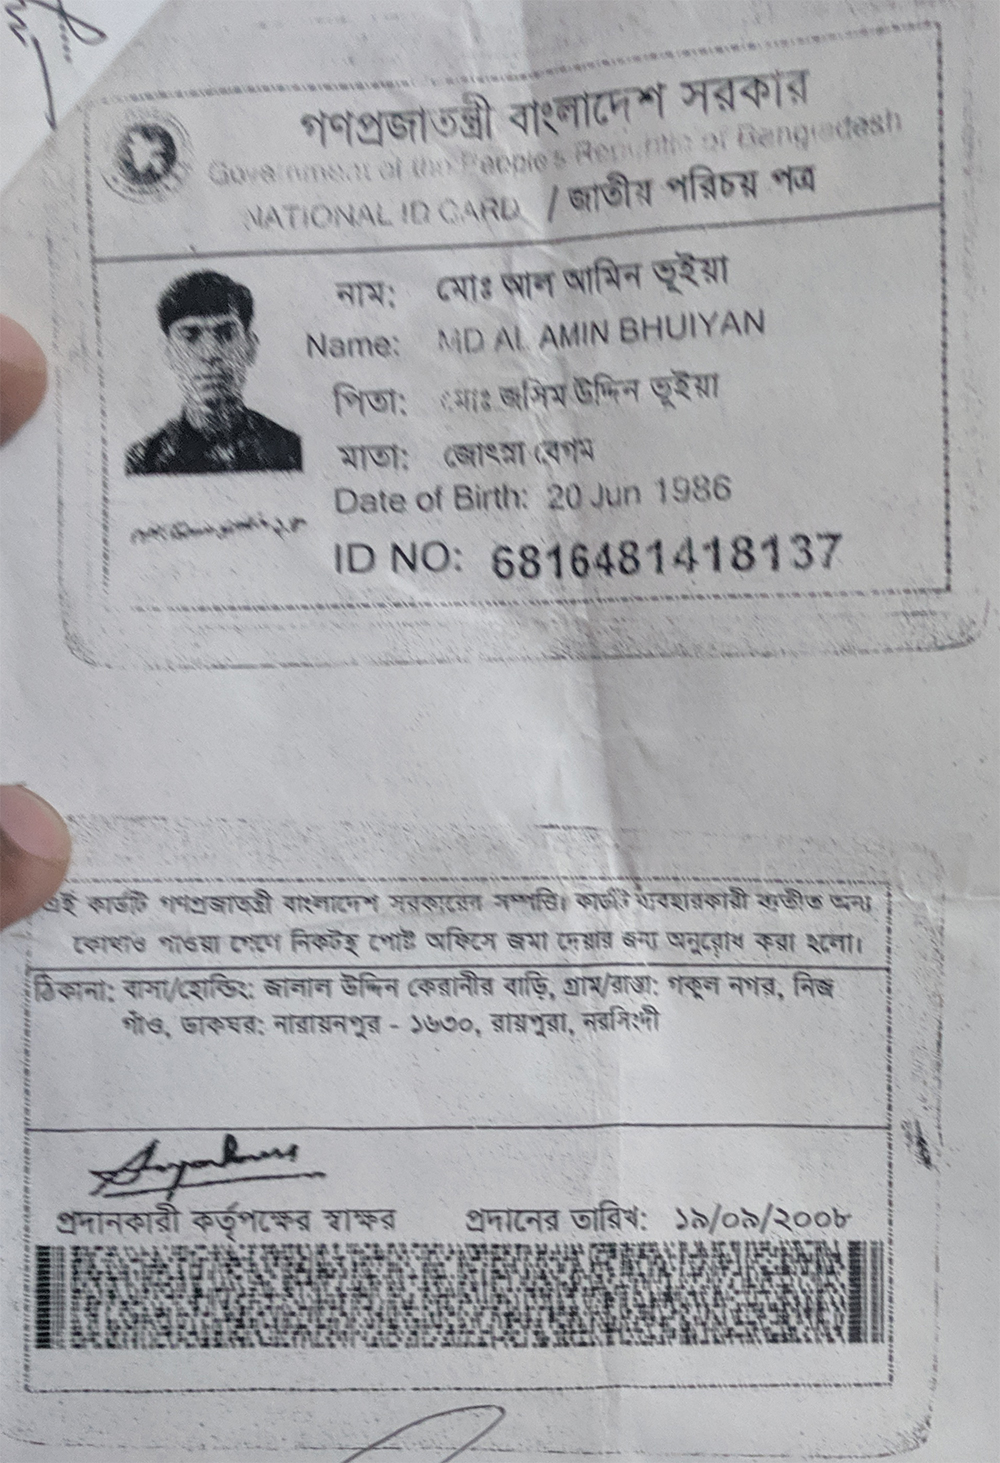 গণপ্রজাতন্ত্রী বাংলাদেশ সরকার
Government of the People's Republic of Bangladesh
NATIONAL ID CARD / জাতীয় পরিচয় পত্র
নাম: মোঃ আল আমিন ভূইয়া
Name: MD AL AMIN BHUIYAN
পিতা: মোঃ জসিম উদ্দিন ভূইয়া
মাতা: জোৎস্না বেগম
Date of Birth: 20 Jun 1986
ID NO: 6816481418137
এই কার্ডটি গণপ্রজাতন্ত্রী বাংলাদেশ সরকারের সম্পত্তি। কার্ডটি ব্যবহারকারী ব্যতীত অন্য
কোথাও পাওয়া গেলে নিকটস্থ পোষ্ট অফিসে জমা দেয়ার জন্য অনুরোধ করা হলো।
ঠিকানা: বাসা/হোল্ডিং: জালাল উদ্দিন কেরানীর বাড়ি, গ্রাম/রাস্তা: গকুল নগর, নিজ
গাঁও, ডাকঘর: নারায়নপুর - ১৬৩০, রায়পুরা, নরসিংদী
প্রদানকারী কর্তৃপক্ষের স্বাক্ষর প্রদানের তারিখ: ১৯/০৯/২০০৮